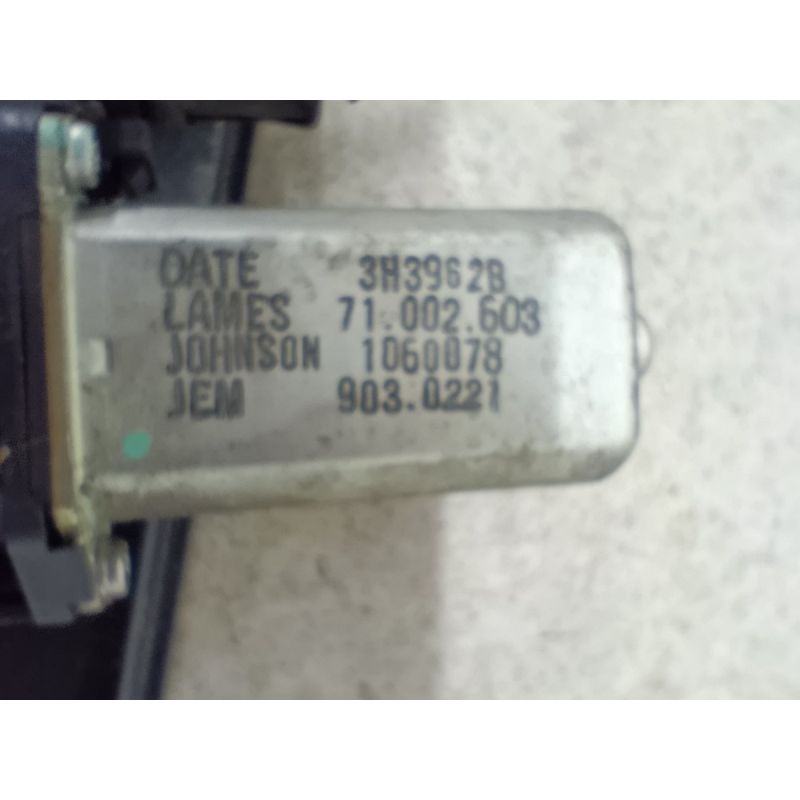 DATE 3H3962B
LAMES 71.002.603
JOHNSON 1060078
JEM 903.0221